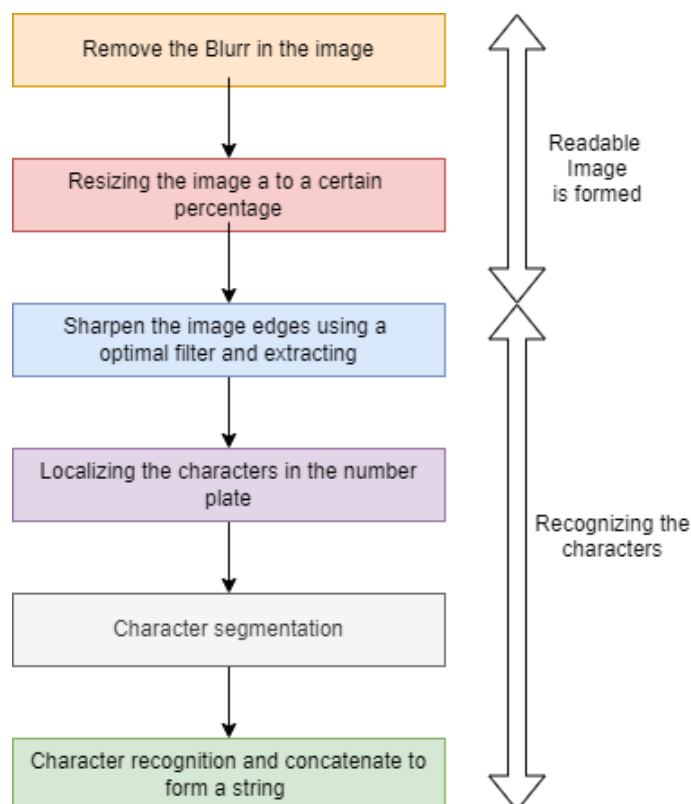 Remove the Blurr in the image
Resizing the image a to a certain
percentage
Sharpen the image edges using a
optimal filter and extracting
Localizing the characters in the number
plate
Character segmentation
Character recognition and concatenate to
form a string
Readable
Image
is formed
Recognizing the
characters